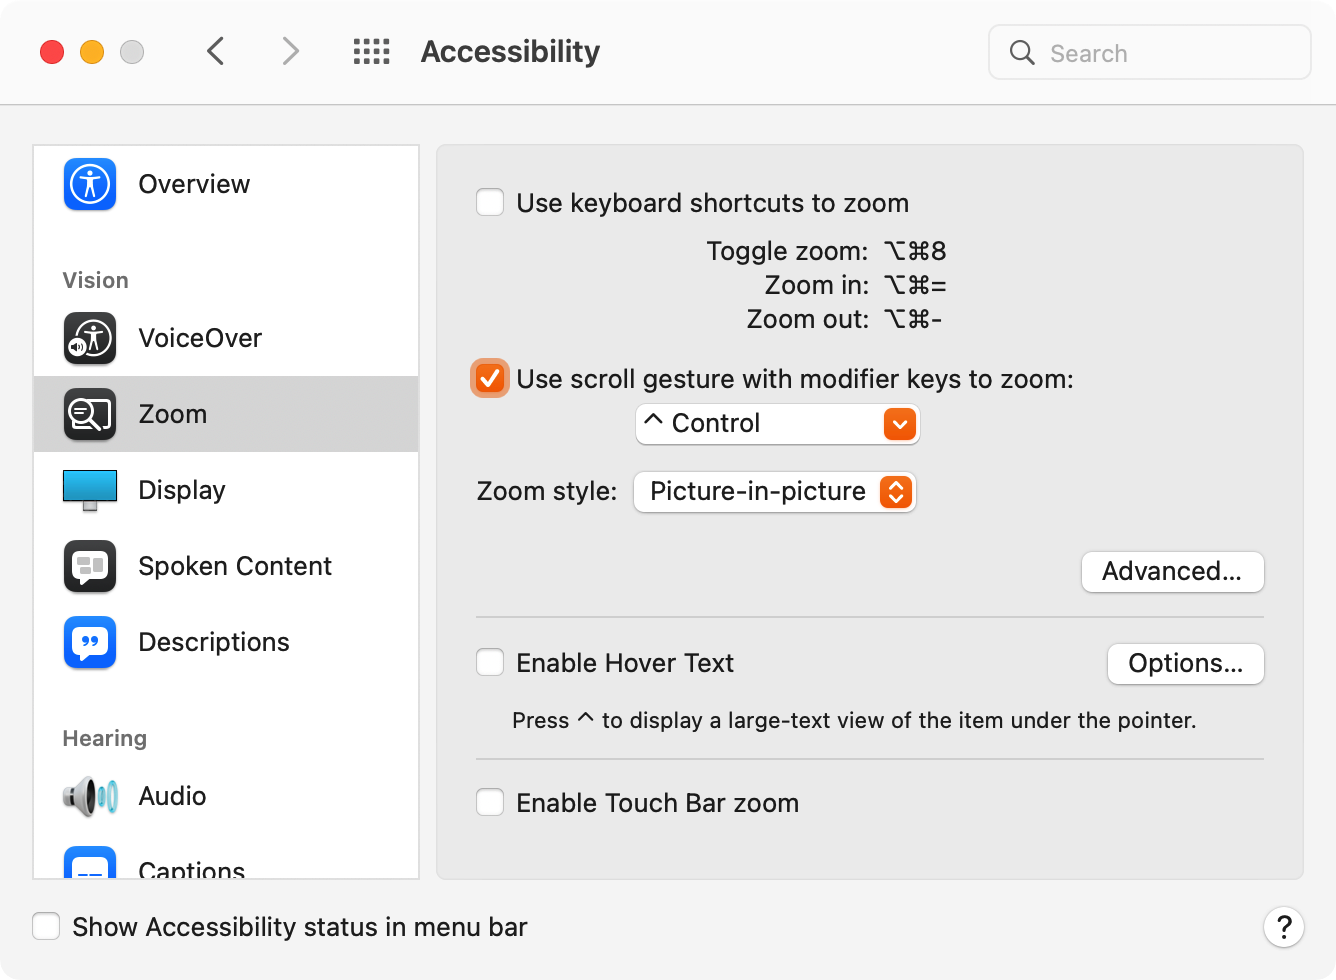 Accessibility
Search
Overview
Vision
VoiceOver
Zoom
Display
Spoken Content
Descriptions
Hearing
Audio
Captions
Use keyboard shortcuts to zoom
Toggle zoom: ⌥⌘8
Zoom in: ⌥⌘=
Zoom out: ⌥⌘-
Use scroll gesture with modifier keys to zoom:
^ Control
Zoom style: Picture-in-picture
Advanced...
Enable Hover Text
Options...
Press ^ to display a large-text view of the item under the pointer.
Enable Touch Bar zoom
Show Accessibility status in menu bar
?